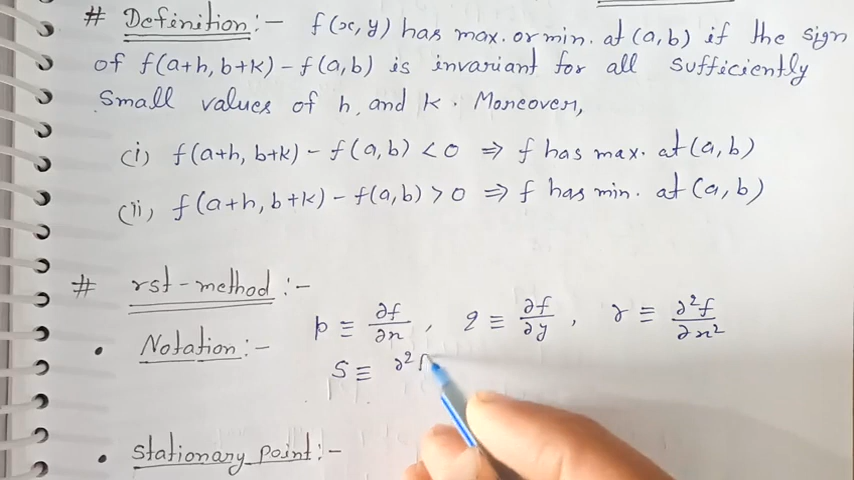 # Definition :- f(x,y) has max. or min. at (a,b) if the sign
of f(a+h, b+k) - f(a,b) is invariant for all sufficiently
small values of h, and k. Moreover,
(i) f(a+h, b+k) - f(a,b) < 0 ⇒ f has max. at (a,b)
(ii) f(a+h, b+k) - f(a,b) > 0 ⇒ f has min. at (a,b)
# rst-method :-
• Notation :- p ≡ ∂f/∂x , q ≡ ∂f/∂y , r ≡ ∂²f/∂x²
S ≡ ∂²f
• Stationary point :-